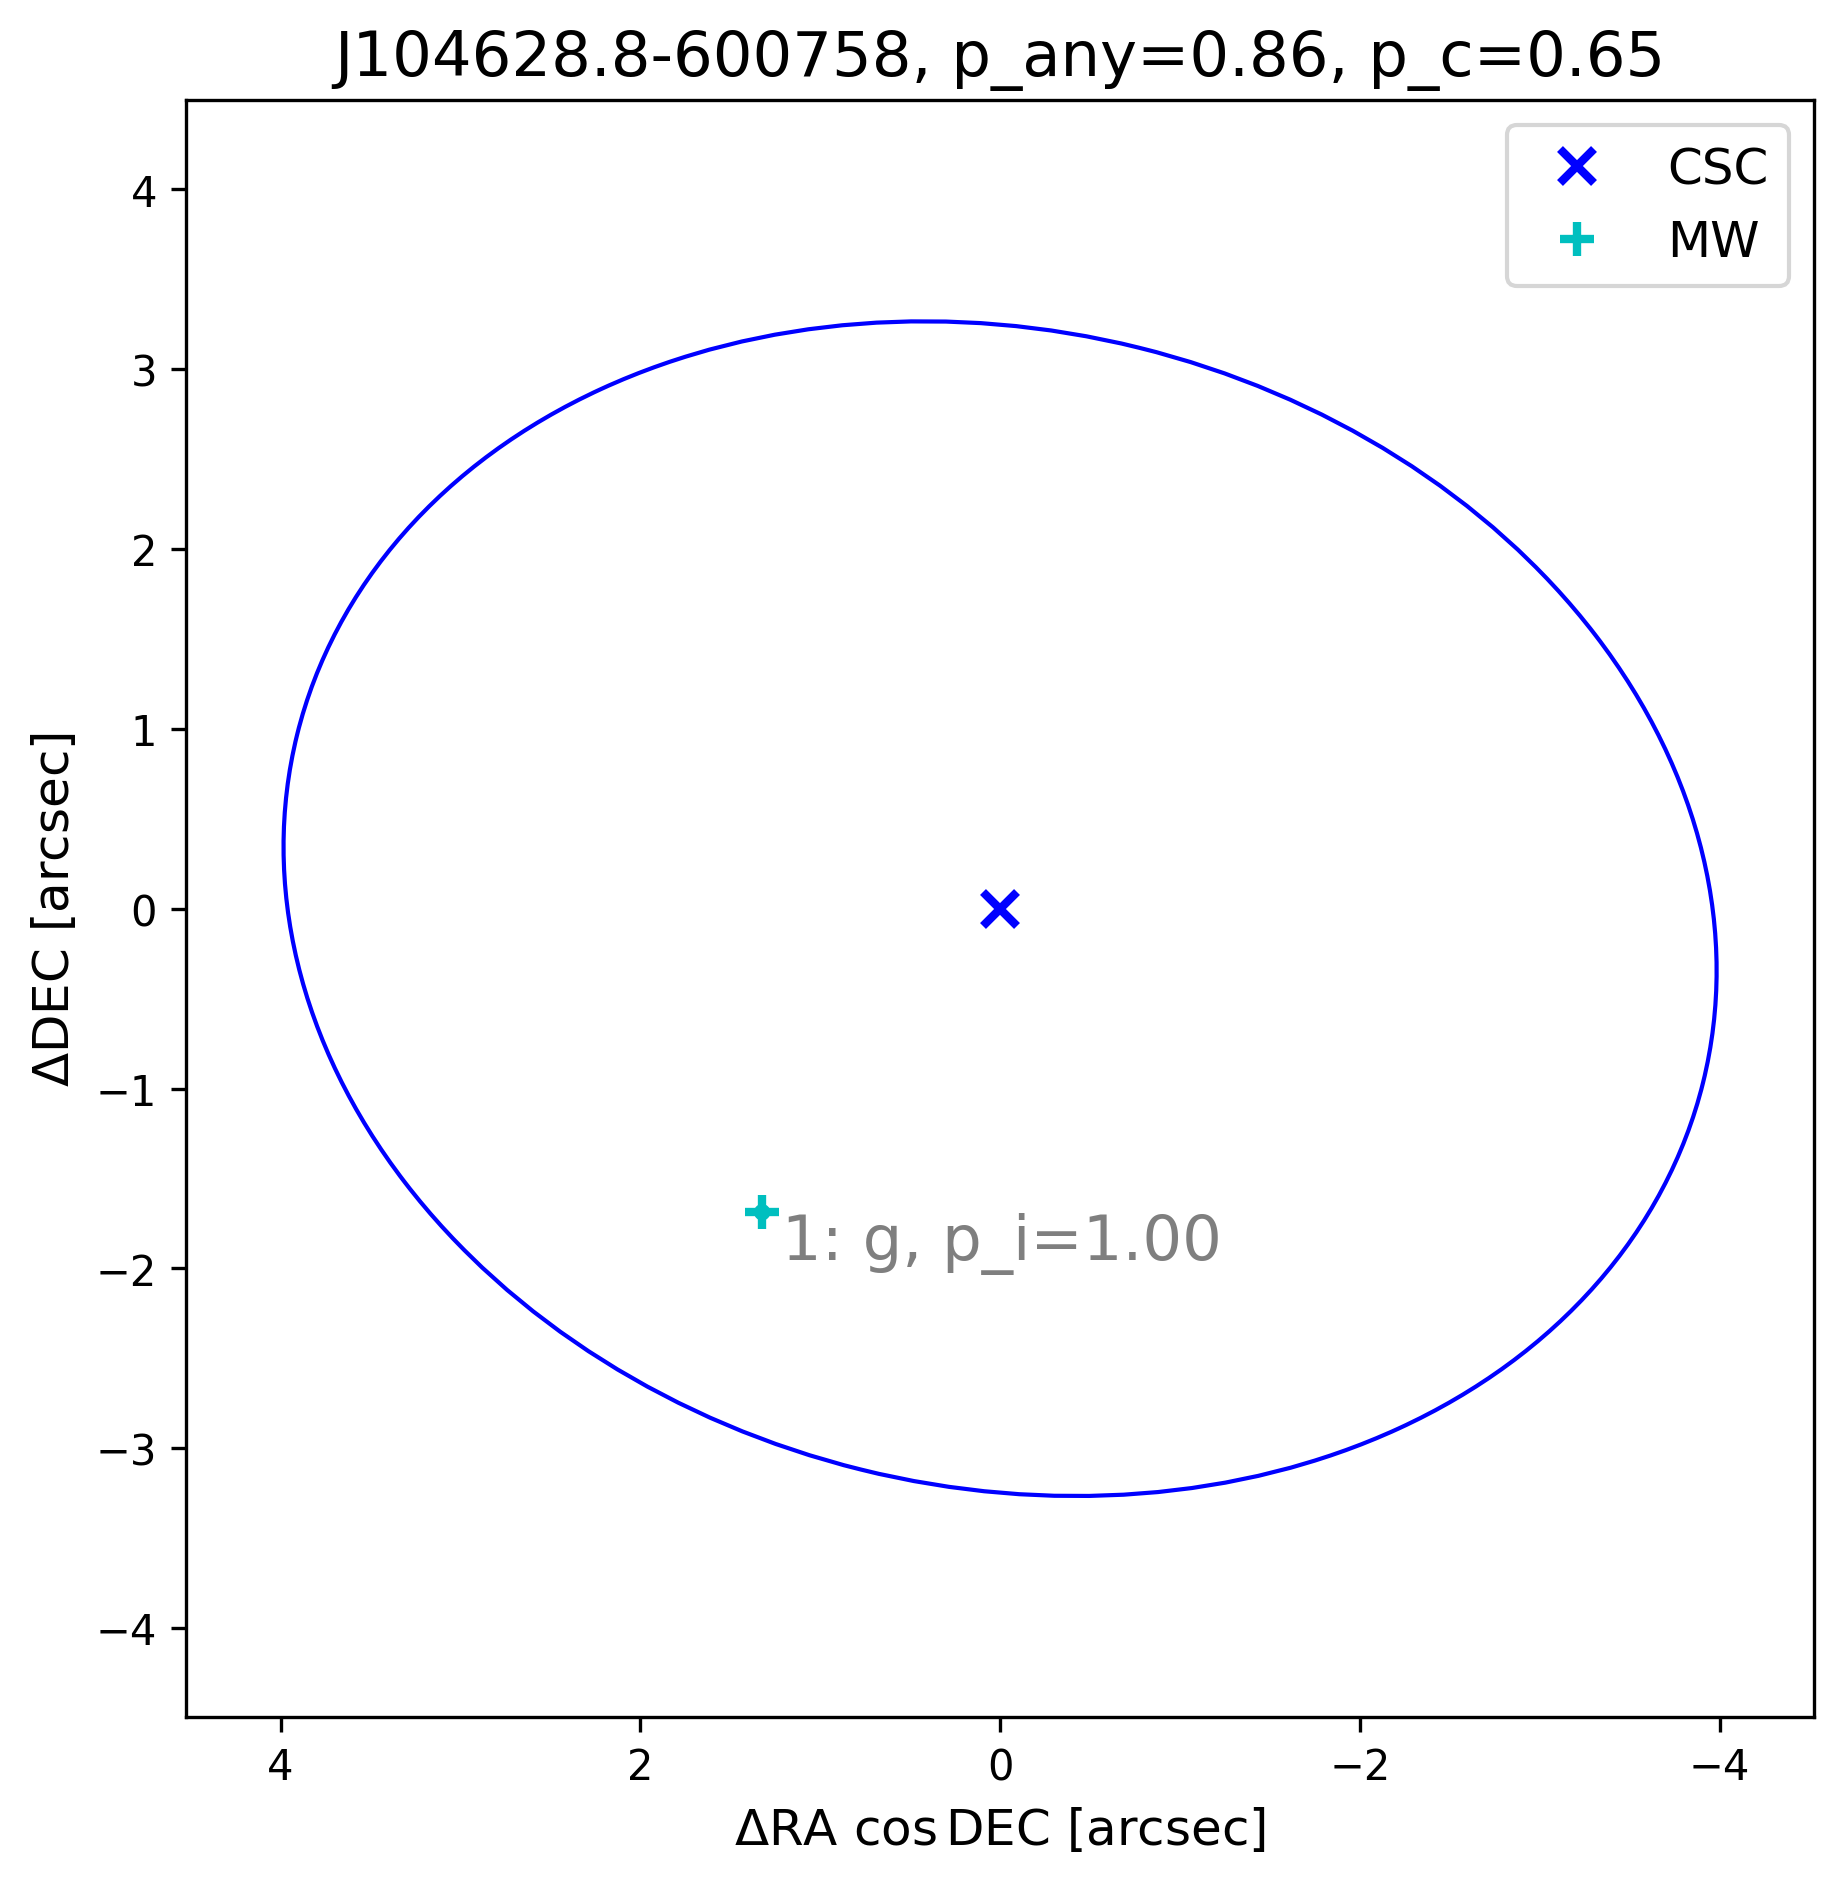 J104628.8-600758, p_any=0.86, p_c=0.65
CSC
MW
4
3
2
1
0
−1
−2
−3
−4
ΔDEC [arcsec]
1: g, p_i=1.00
4 2 0 −2 −4
ΔRA cos DEC [arcsec]